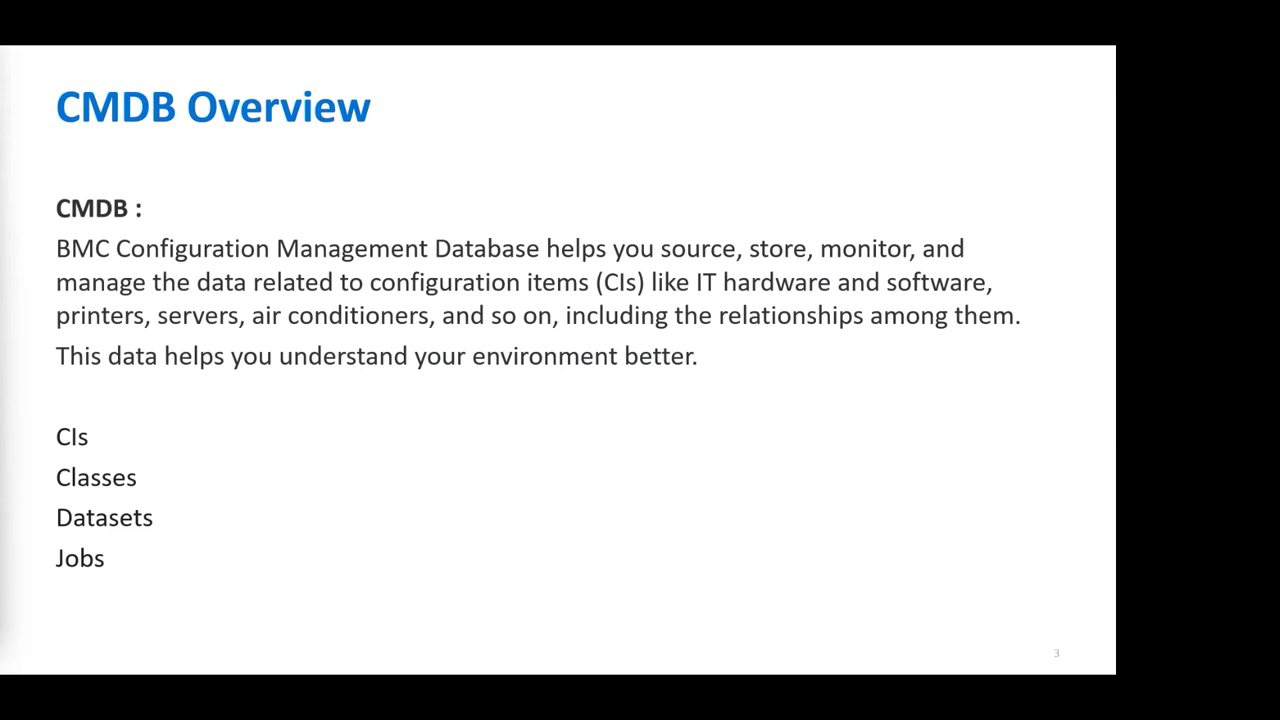 CMDB Overview
CMDB :
BMC Configuration Management Database helps you source, store, monitor, and
manage the data related to configuration items (CIs) like IT hardware and software,
printers, servers, air conditioners, and so on, including the relationships among them.
This data helps you understand your environment better.
CIs
Classes
Datasets
Jobs
3